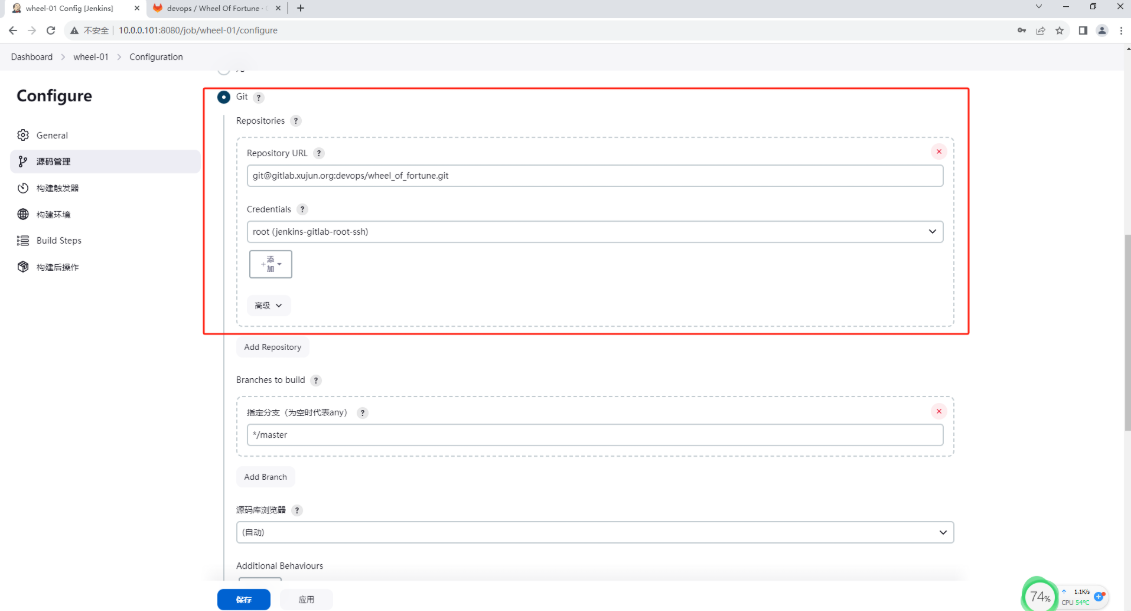 wheel-01 Config [Jenkins]
devops / Wheel Of Fortune ·
不安全
10.0.0.101:8080/job/wheel-01/configure
Dashboard
wheel-01
Configuration
Configure
General
源码管理
构建触发器
构建环境
Build Steps
构建后操作
Git ?
Repositories ?
Repository URL ?
git@gitlab.xujun.org:devops/wheel_of_fortune.git
Credentials ?
root (jenkins-gitlab-root-ssh)
添
加
高级
Add Repository
Branches to build ?
指定分支（为空时代表any） ?
*/master
Add Branch
源码库浏览器 ?
(自动)
Additional Behaviours
保存
应用
74%
1.1K/s
CPU 54°C